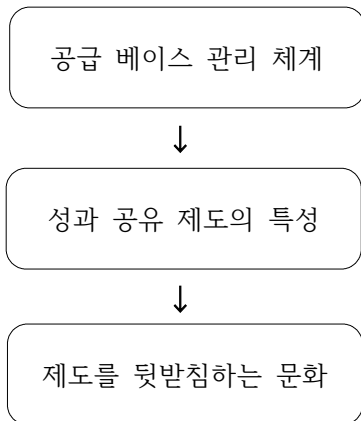 공급 베이스 관리 체계
↓
성과 공유 제도의 특성
↓
제도를 뒷받침하는 문화